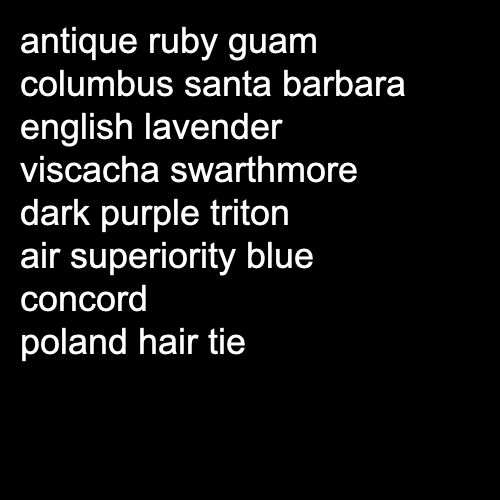 antique ruby guam
columbus santa barbara
english lavender
viscacha swarthmore
dark purple triton
air superiority blue
concord
poland hair tie